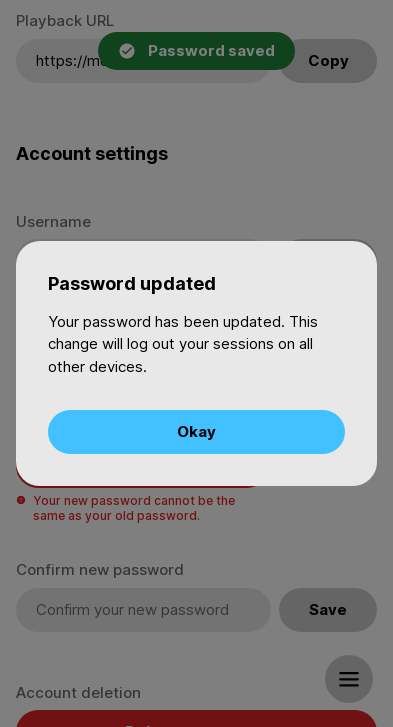 Playback URL
Password saved
https://m
Copy
Account settings
Username
Password updated
Your password has been updated. This
change will log out your sessions on all
other devices.
Okay
Your new password cannot be the
same as your old password.
Confirm new password
Confirm your new password
Save
Account deletion